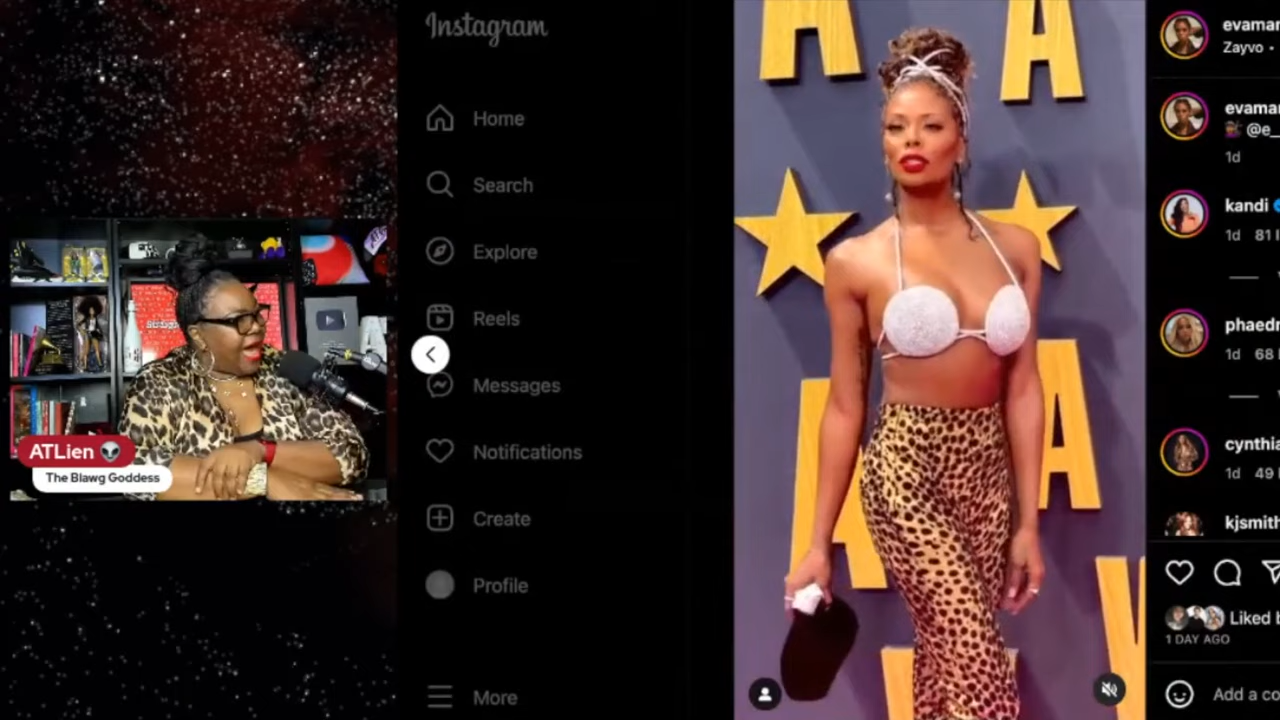 Instagram
Home
Search
Explore
Reels
Messages
Notifications
Create
Profile
More
ATLien
The Blawg Goddess
A A
A
A
evamar
Zayvo •
evamar
@e_
1d
kandi
1d 81
phaedr
1d 68
cynthia
1d 49
kjsmith
Liked b
1 DAY AGO
Add a co